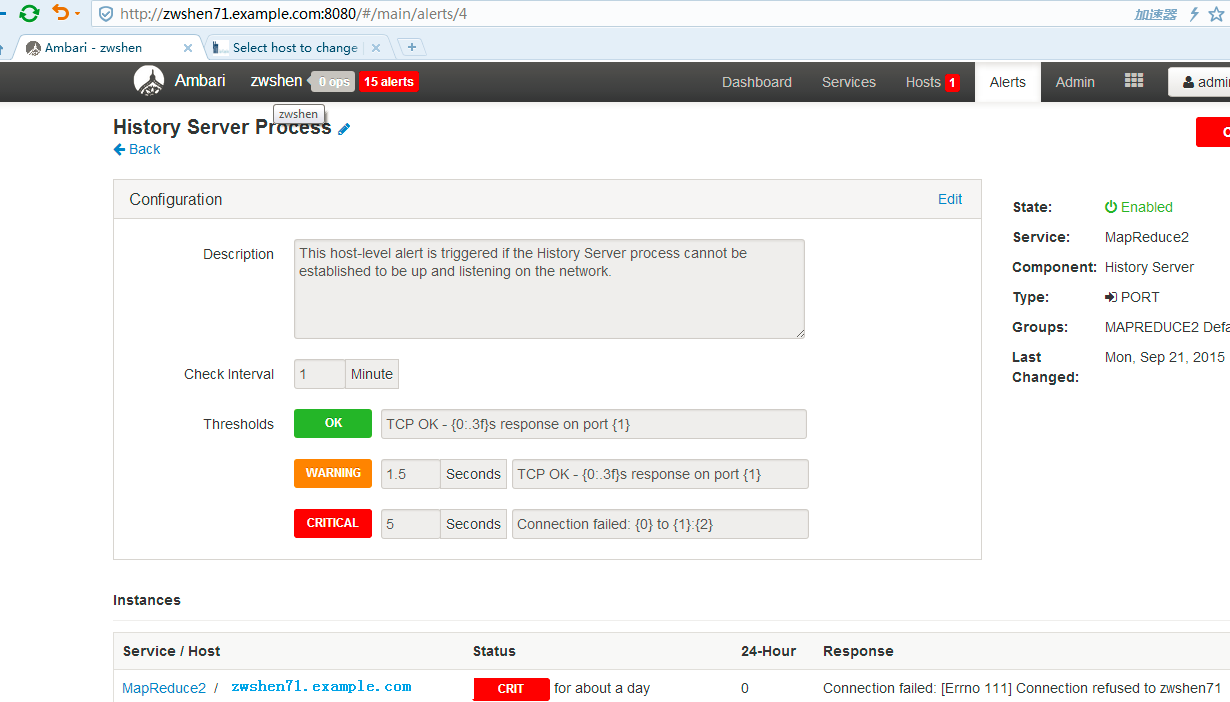 http://zwshen71.example.com:8080/#/main/alerts/4
加速器
Ambari - zwshen
Select host to change
Ambari zwshen 0 ops 15 alerts Dashboard Services Hosts 1 Alerts Admin admin
zwshen
History Server Process
Back
Configuration Edit
Description
This host-level alert is triggered if the History Server process cannot be
established to be up and listening on the network.
Check Interval 1 Minute
Thresholds OK TCP OK - {0:.3f}s response on port {1}
WARNING 1.5 Seconds TCP OK - {0:.3f}s response on port {1}
CRITICAL 5 Seconds Connection failed: {0} to {1}:{2}
State: Enabled
Service: MapReduce2
Component: History Server
Type: PORT
Groups: MAPREDUCE2 Defa
Last Mon, Sep 21, 2015
Changed:
Instances
Service / Host Status 24-Hour Response
MapReduce2 / zwshen71.example.com CRIT for about a day 0 Connection failed: [Errno 111] Connection refused to zwshen71